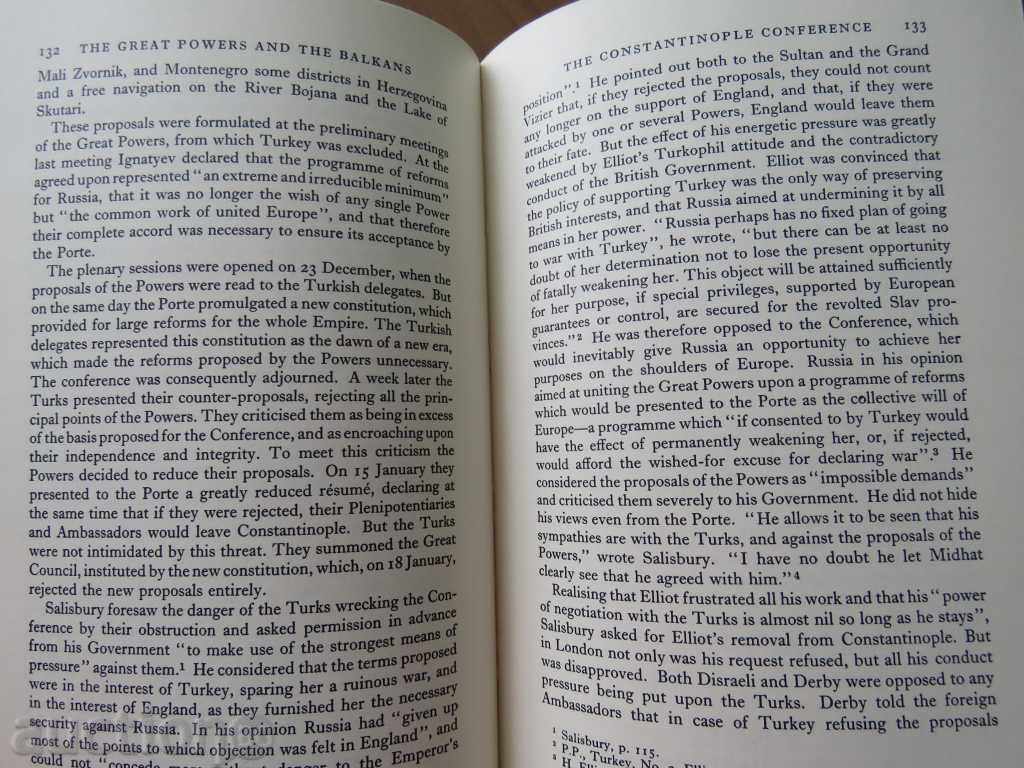 132 THE GREAT POWERS AND THE BALKANS
Mali Zvornik, and Montenegro some districts in Herzegovina
and a free navigation on the River Bojana and the Lake of
Skutari.
These proposals were formulated at the preliminary meetings
of the Great Powers, from which Turkey was excluded. At the
last meeting Ignatyev declared that the programme of reforms
agreed upon represented "an extreme and irreducible minimum"
for Russia, that it was no longer the wish of any single Power
but "the common work of united Europe", and that therefore
their complete accord was necessary to ensure its acceptance by
the Porte.
The plenary sessions were opened on 23 December, when the
proposals of the Powers were read to the Turkish delegates. But
on the same day the Porte promulgated a new constitution, which
provided for large reforms for the whole Empire. The Turkish
delegates represented this constitution as the dawn of a new era,
which made the reforms proposed by the Powers unnecessary.
The conference was consequently adjourned. A week later the
Turks presented their counter-proposals, rejecting all the prin-
cipal points of the Powers. They criticised them as being in excess
of the basis proposed for the Conference, and as encroaching upon
their independence and integrity. To meet this criticism the
Powers decided to reduce their proposals. On 15 January they
presented to the Porte a greatly reduced résumé, declaring at
the same time that if they were rejected, their Plenipotentiaries
and Ambassadors would leave Constantinople. But the Turks
were not intimidated by this threat. They summoned the Great
Council, instituted by the new constitution, which, on 18 January,
rejected the new proposals entirely.
Salisbury foresaw the danger of the Turks wrecking the Con-
ference by their obstruction and asked permission in advance
from his Government "to make use of the strongest means of
pressure" against them.¹ He considered that the terms proposed
were in the interest of Turkey, sparing her a ruinous war, and
in the interest of England, as they furnished her the necessary
security against Russia. In his opinion Russia had "given up
most of the points to which objection was felt in England", and
could not "concede more without danger to the Emperor's
THE CONSTANTINOPLE CONFERENCE 133
position".¹ He pointed out both to the Sultan and the Grand
Vizier that, if they rejected the proposals, they could not count
any longer on the support of England, and that, if they were
attacked by one or several Powers, England would leave them
to their fate. But the effect of his energetic pressure was greatly
weakened by Elliot's Turkophil attitude and the contradictory
conduct of the British Government. Elliot was convinced that
the policy of supporting Turkey was the only way of preserving
British interests, and that Russia aimed at undermining it by all
means in her power. "Russia perhaps has no fixed plan of going
to war with Turkey", he wrote, "but there can be at least no
doubt of her determination not to lose the present opportunity
of fatally weakening her. This object will be attained sufficiently
for her purpose, if special privileges, supported by European
guarantees or control, are secured for the revolted Slav pro-
vinces."² He was therefore opposed to the Conference, which
would inevitably give Russia an opportunity to achieve her
purposes on the shoulders of Europe. Russia in his opinion
aimed at uniting the Great Powers upon a programme of reforms
which would be presented to the Porte as the collective will of
Europe—a programme which "if consented to by Turkey would
have the effect of permanently weakening her, or, if rejected,
would afford the wished-for excuse for declaring war".³ He
considered the proposals of the Powers as "impossible demands"
and criticised them severely to his Government. He did not hide
his views even from the Porte. "He allows it to be seen that his
sympathies are with the Turks, and against the proposals of the
Powers," wrote Salisbury. "I have no doubt he let Midhat
clearly see that he agreed with him."⁴
Realising that Elliot frustrated all his work and that his "power
of negotiation with the Turks is almost nil so long as he stays",
Salisbury asked for Elliot's removal from Constantinople. But
in London not only was his request refused, but all his conduct
was disapproved. Both Disraeli and Derby were opposed to any
pressure being put upon the Turks. Derby told the foreign
Ambassadors that in case of Turkey refusing the proposals
¹ Salisbury, p. 115.
² P.P., Turkey, No.
³ H.